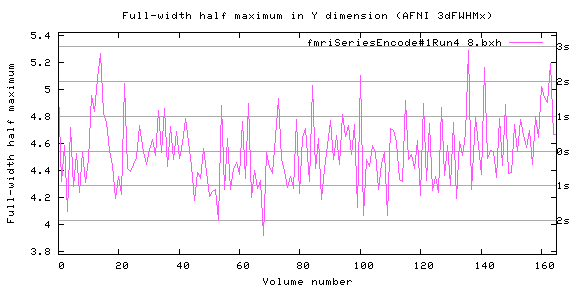 Full-width half maximum in Y dimension (AFNI 3dFWHMx)
fmriSeriesEncode#1Run4_8.bxh
Full-width half maximum
5.4
5.2
5
4.8
4.6
4.4
4.2
4
3.8
3s
2s
1s
0s
1s
2s
0 20 40 60 80 100 120 140 160
Volume number